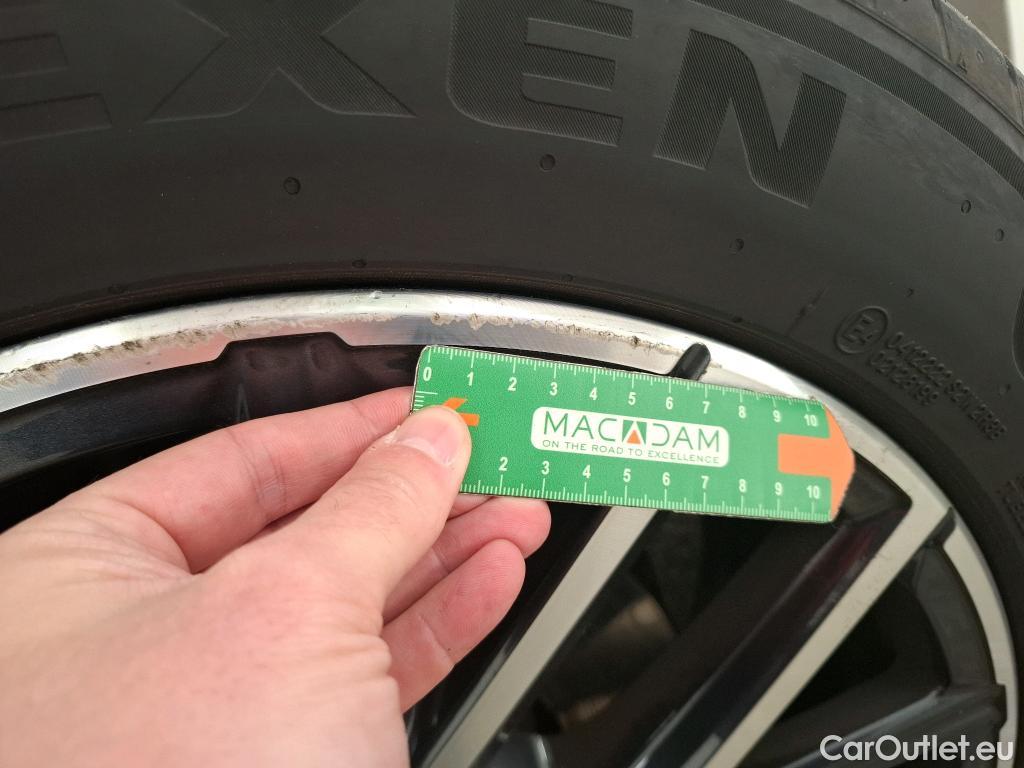 EXEN
E4
0 1 2 3 4 5 6 7 8 9 10
MACADAM
ON THE ROAD TO EXCELLENCE
2 3 4 5 6 7 8 9 10
CarOutlet.eu